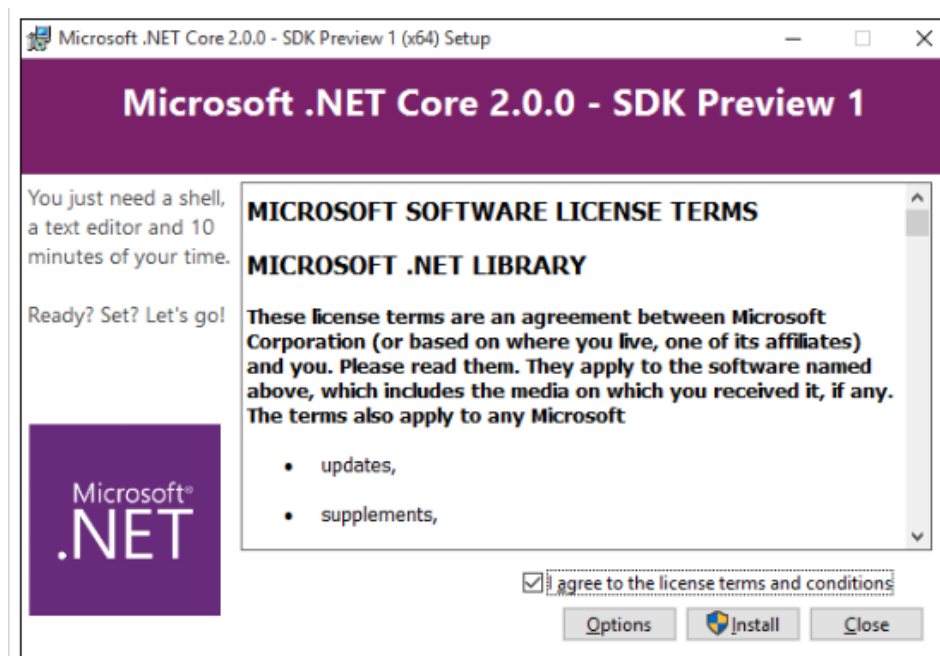 Microsoft .NET Core 2.0.0 - SDK Preview 1 (x64) Setup
Microsoft .NET Core 2.0.0 - SDK Preview 1
You just need a shell,
a text editor and 10
minutes of your time.
Ready? Set? Let's go!
MICROSOFT SOFTWARE LICENSE TERMS
MICROSOFT .NET LIBRARY
These license terms are an agreement between Microsoft
Corporation (or based on where you live, one of its affiliates)
and you. Please read them. They apply to the software named
above, which includes the media on which you received it, if any.
The terms also apply to any Microsoft
• updates,
• supplements,
Microsoft®
.NET
I agree to the license terms and conditions
Options
Install
Close